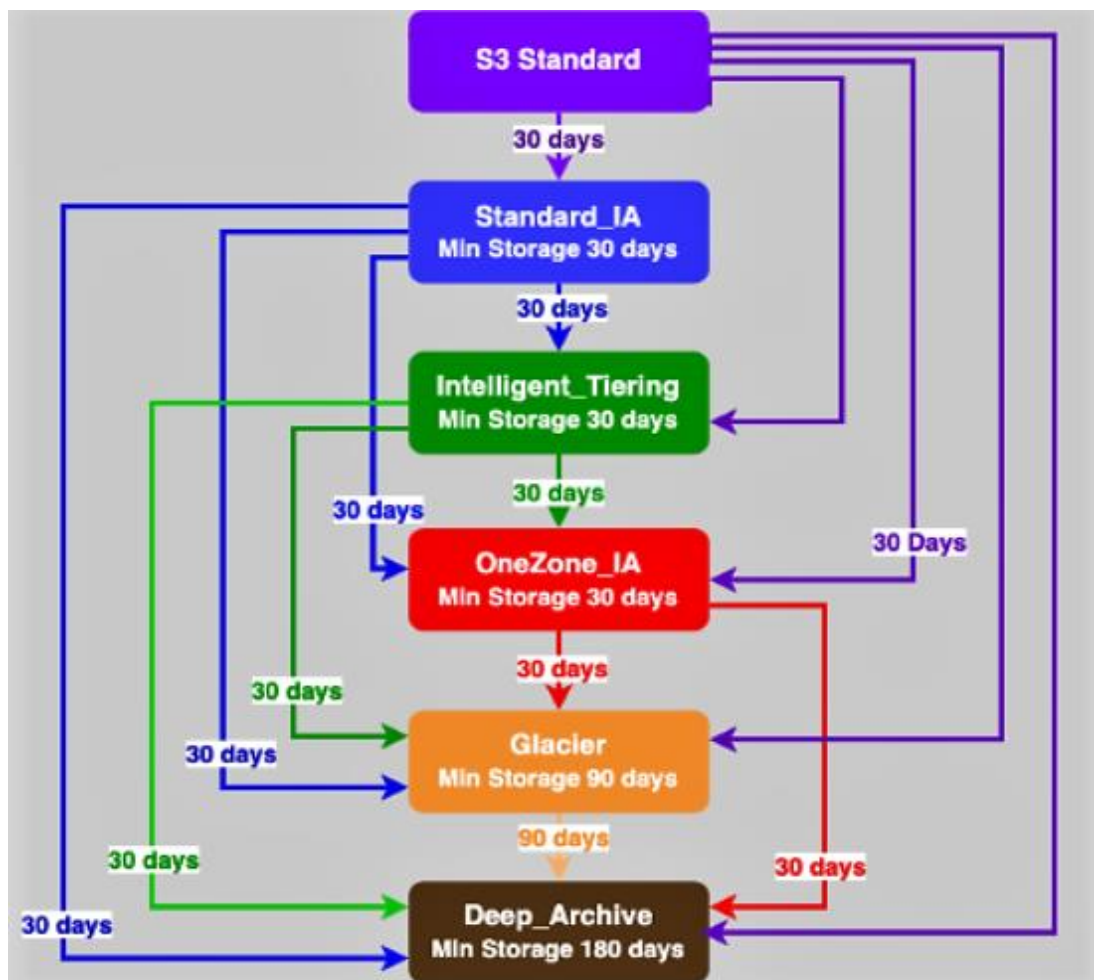 S3 Standard
30 days
Standard_IA
Min Storage 30 days
30 days
Intelligent_Tiering
Min Storage 30 days
30 days
30 days
30 Days
OneZone_IA
Min Storage 30 days
30 days
30 days
Glacier
Min Storage 90 days
30 days
90 days
30 days
30 days
Deep_Archive
Min Storage 180 days
30 days